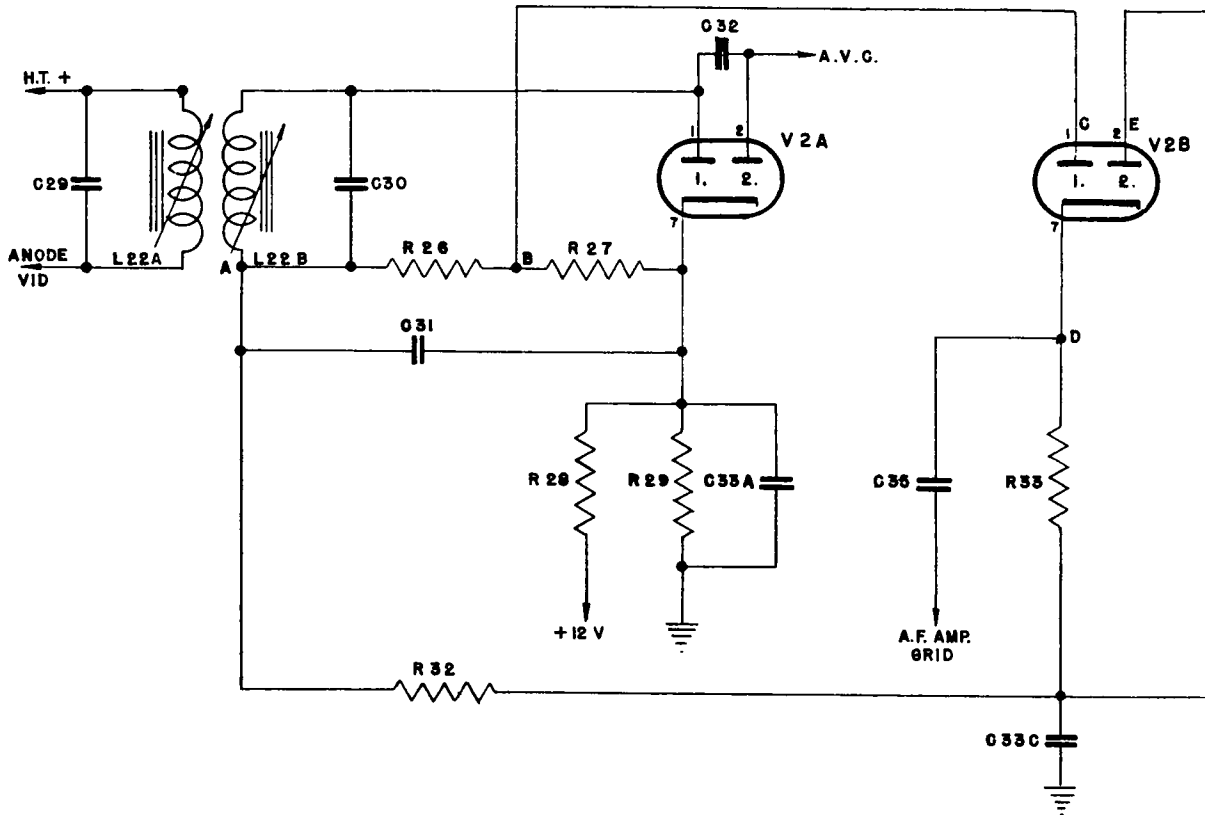 C32
A.V.C.
H.T. +
1 2
V2A
1 C 2 E
V2B
C29
C30
1. 2.
1. 2.
7
7
ANODE
VID
L22A
A L22B
R26
B
R27
C31
D
R28
R29
C33A
C35
R33
+12 V
A.F. AMP.
GRID
R32
C33C